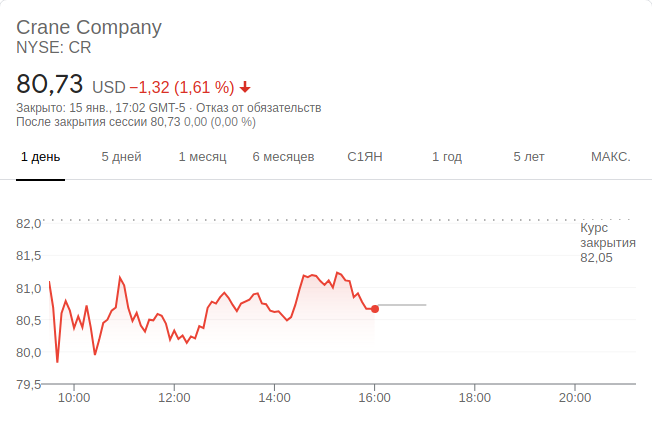 Crane Company
NYSE: CR
80,73 USD −1,32 (1,61 %)
Закрыто: 15 янв., 17:02 GMT-5 · Отказ от обязательств
После закрытия сессии 80,73 0,00 (0,00 %)
1 день 5 дней 1 месяц 6 месяцев С1ЯН 1 год 5 лет МАКС.
82,0
Курс
закрытия
82,05
81,5
81,0
80,5
80,0
79,5
10:00 12:00 14:00 16:00 18:00 20:00